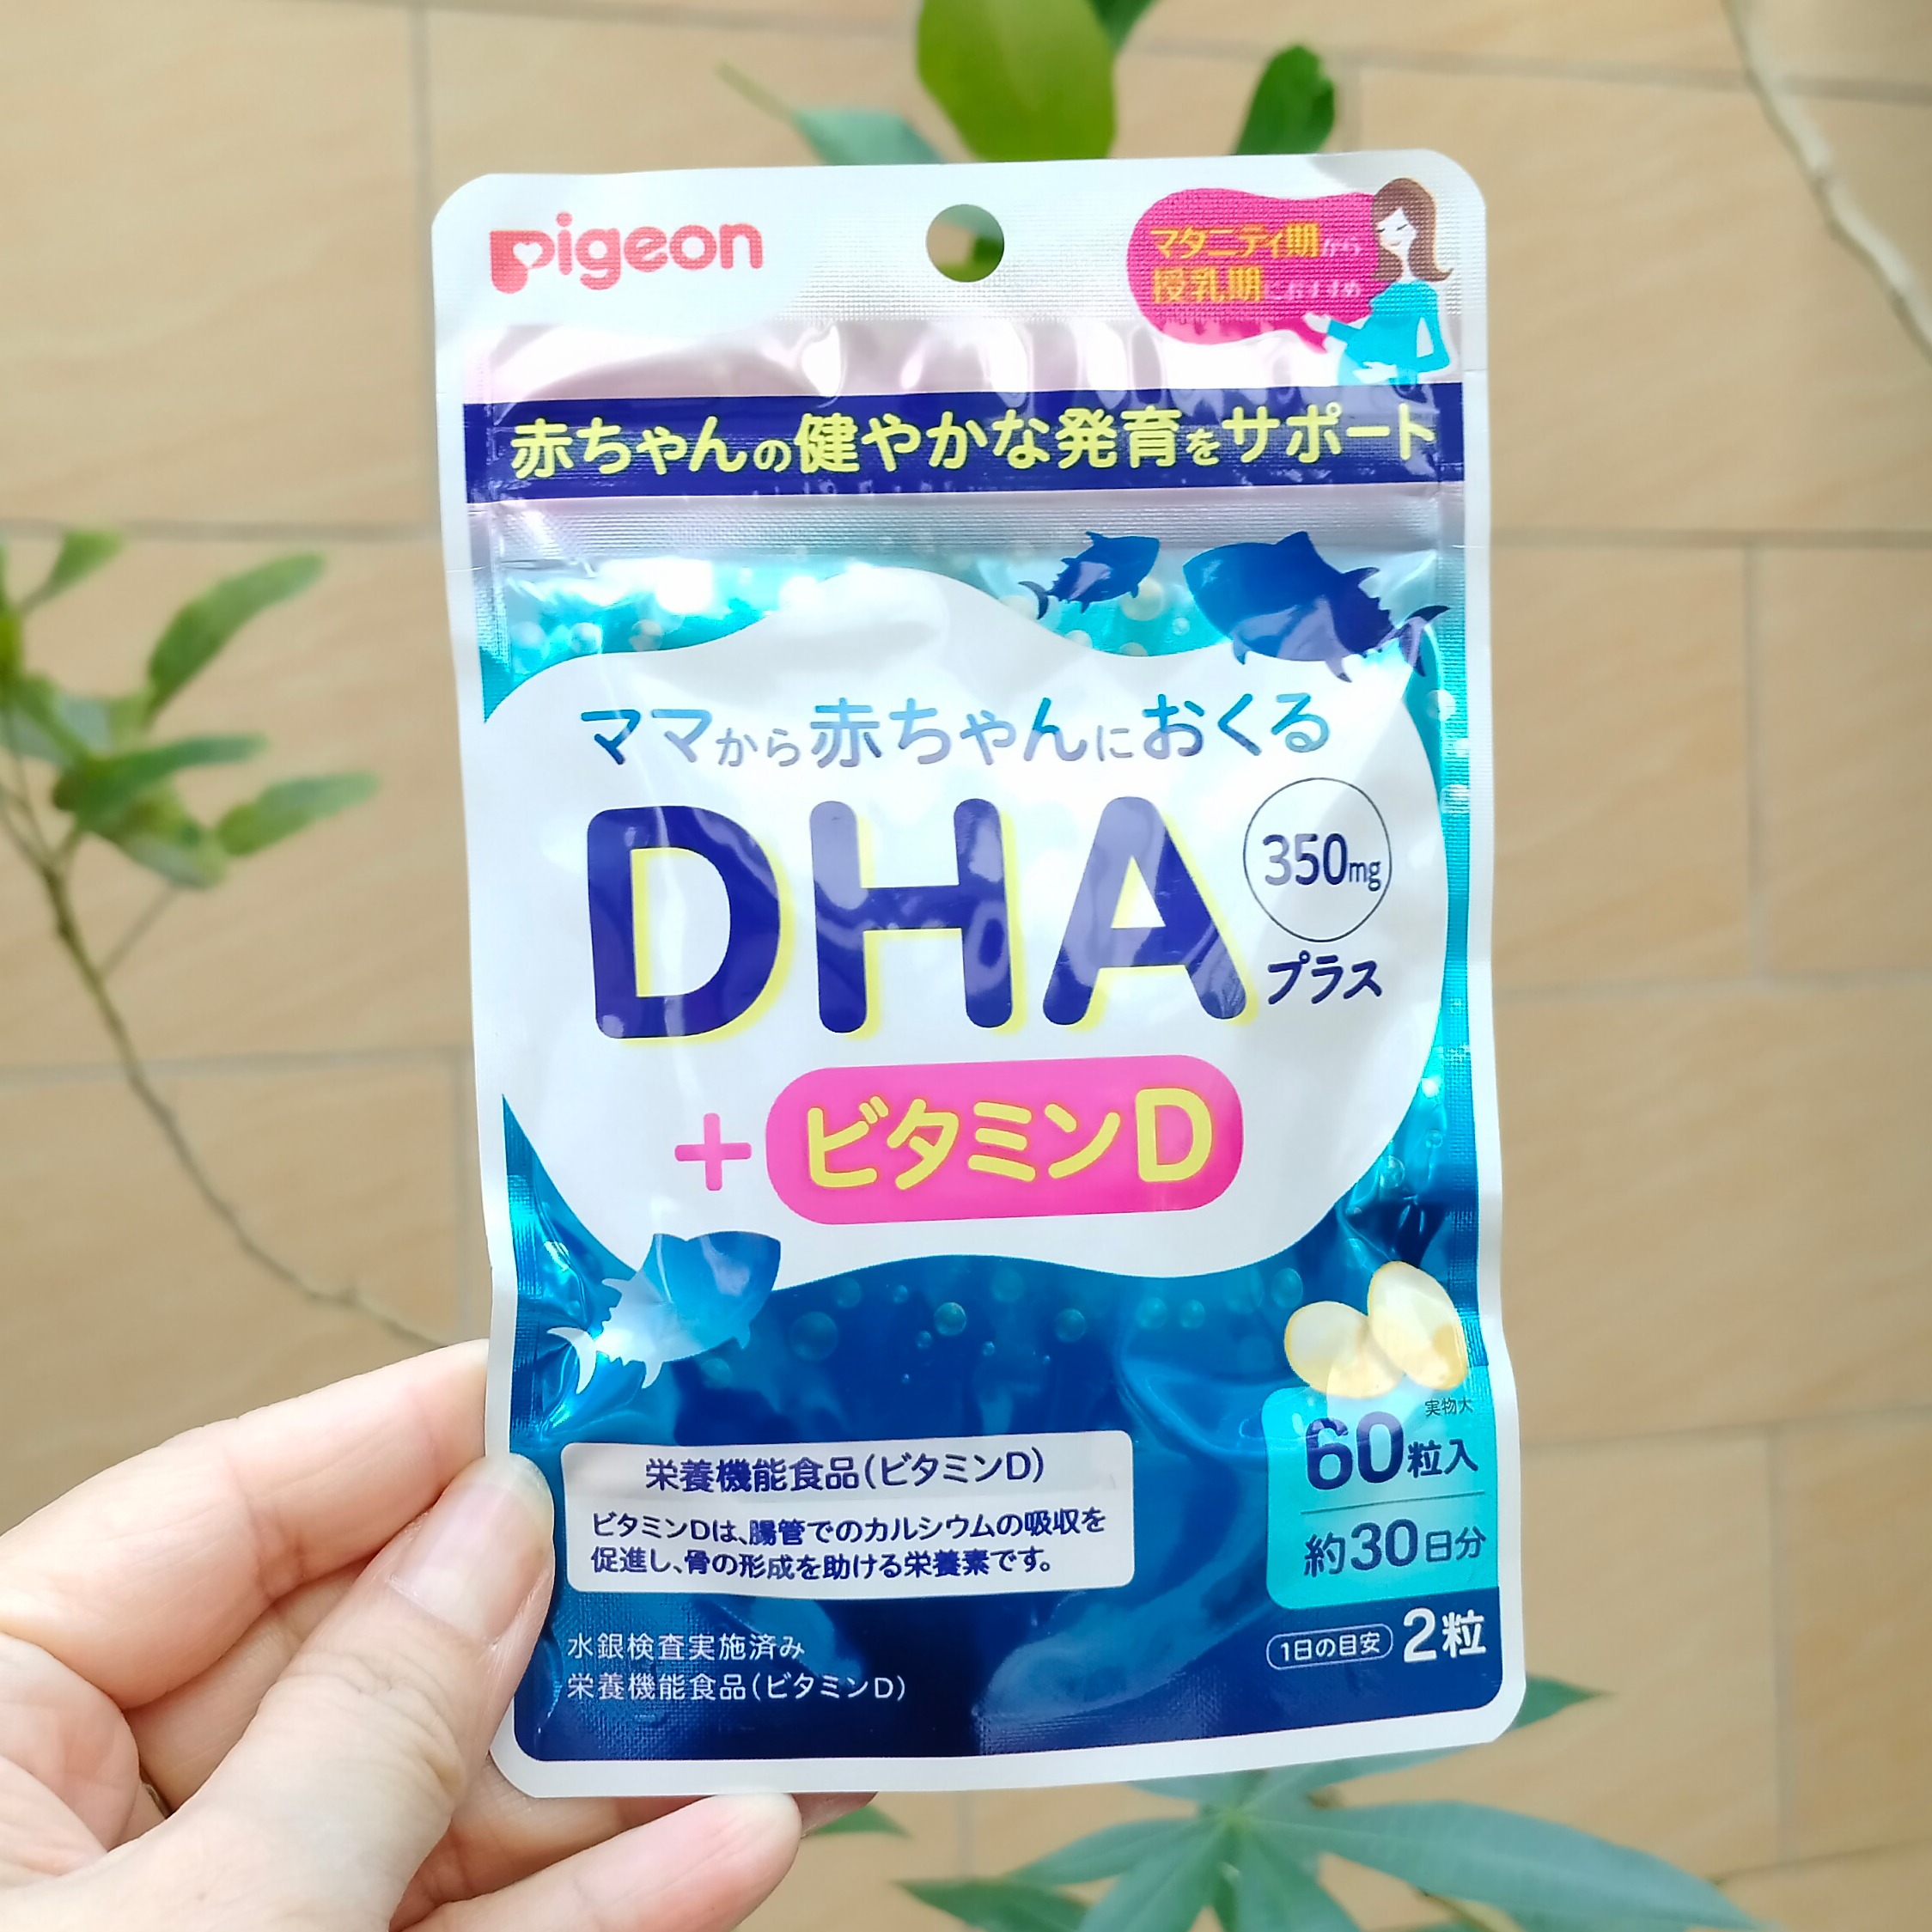 pigeon
マタニティ期から
授乳期におすすめ
赤ちゃんの健やかな発育をサポート
ママから赤ちゃんにおくる
DHA
350mg
プラス
+ビタミンD
実物大
60粒入
約30日分
栄養機能食品(ビタミンD)
ビタミンDは、腸管でのカルシウムの吸収を
促進し、骨の形成を助ける栄養素です。
水銀検査実施済み
栄養機能食品(ビタミンD)
1日の目安 2粒